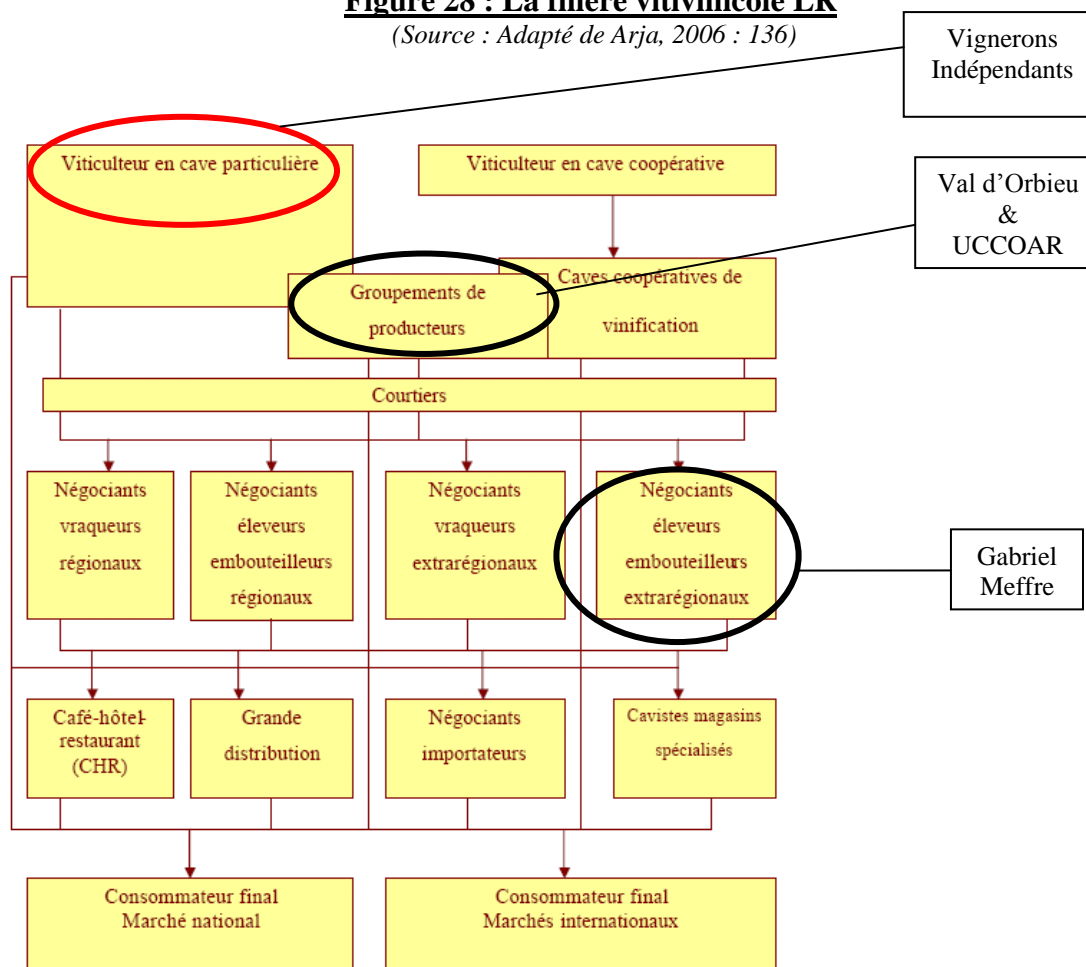 Figure 28 : La filière vitivinicole LR
(Source : Adapté de Arja, 2006 : 136)
Vignerons
Indépendants
Viticulteur en cave particulière
Viticulteur en cave coopérative
Val d’Orbieu
&
UCCOAR
Groupements de
producteurs
Caves coopératives de
vinification
Courtiers
Négociants
vraqueurs
régionaux
Négociants
éleveurs
embouteilleurs
régionaux
Négociants
vraqueurs
extrarégionaux
Négociants
éleveurs
embouteilleurs
extrarégionaux
Gabriel
Meffre
Café-hôtel-
restaurant
(CHR)
Grande
distribution
Négociants
importateurs
Cavistes magasins
spécialisés
Consommateur final
Marché national
Consommateur final
Marchés internationaux